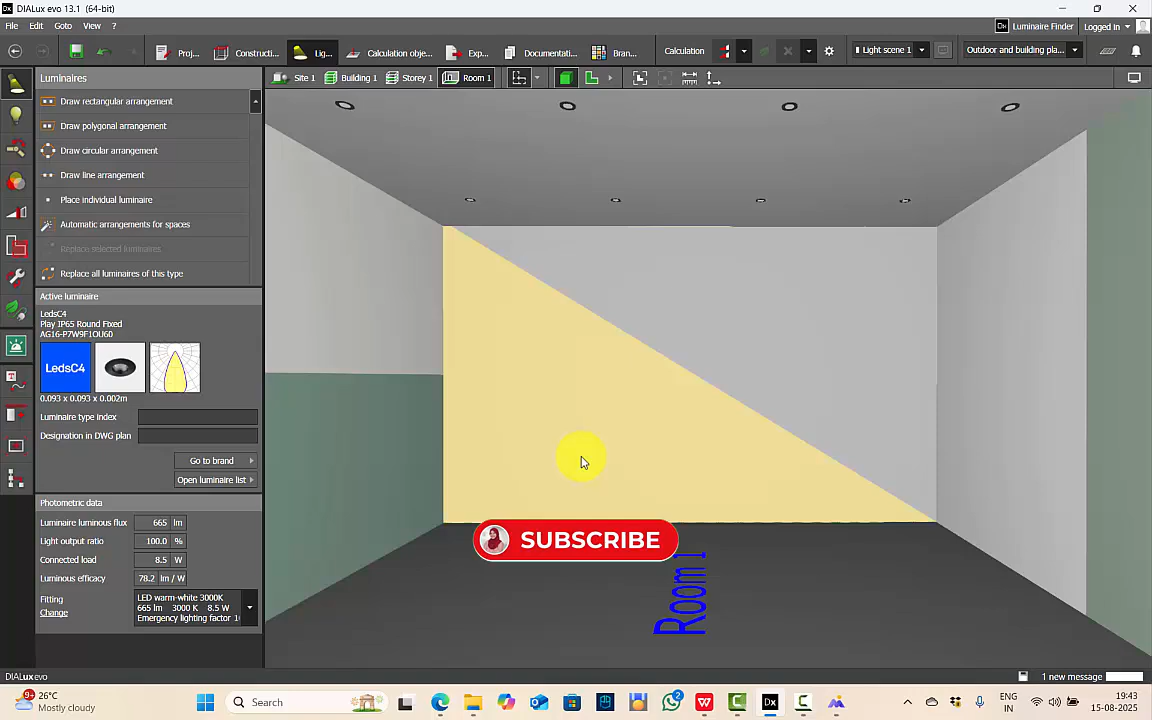 DIALux evo 13.1 (64-bit)
File Edit Goto View ?
Luminaire Finder
Logged in
Proj...
Constructi...
Lig...
Calculation obje...
Exp...
Documentati...
Bran...
Calculation
Light scene 1
Outdoor and building pla...
Luminaires
Site 1
Building 1
Storey 1
Room 1
Draw rectangular arrangement
Draw polygonal arrangement
Draw circular arrangement
Draw line arrangement
Place individual luminaire
Automatic arrangements for spaces
Replace selected luminaires
Replace all luminaires of this type
Active luminaire
LedsC4
Play IP65 Round Fixed
AG16-P7W9F1OU60
LedsC4
0.093 x 0.093 x 0.002m
Luminaire type index
Designation in DWG plan
Go to brand
Open luminaire list
Photometric data
Luminaire luminous flux 665 lm
Light output ratio 100.0 %
Connected load 8.5 W
Luminous efficacy 78.2 lm / W
Fitting
Change
LED warm-white 3000K
665 lm 3000 K 8.5 W
Emergency lighting factor
SUBSCRIBE
Room 1
DIALux evo
1 new message
9+
26°C
Mostly cloudy
Search
2
ENG
IN
19:43
15-08-2025